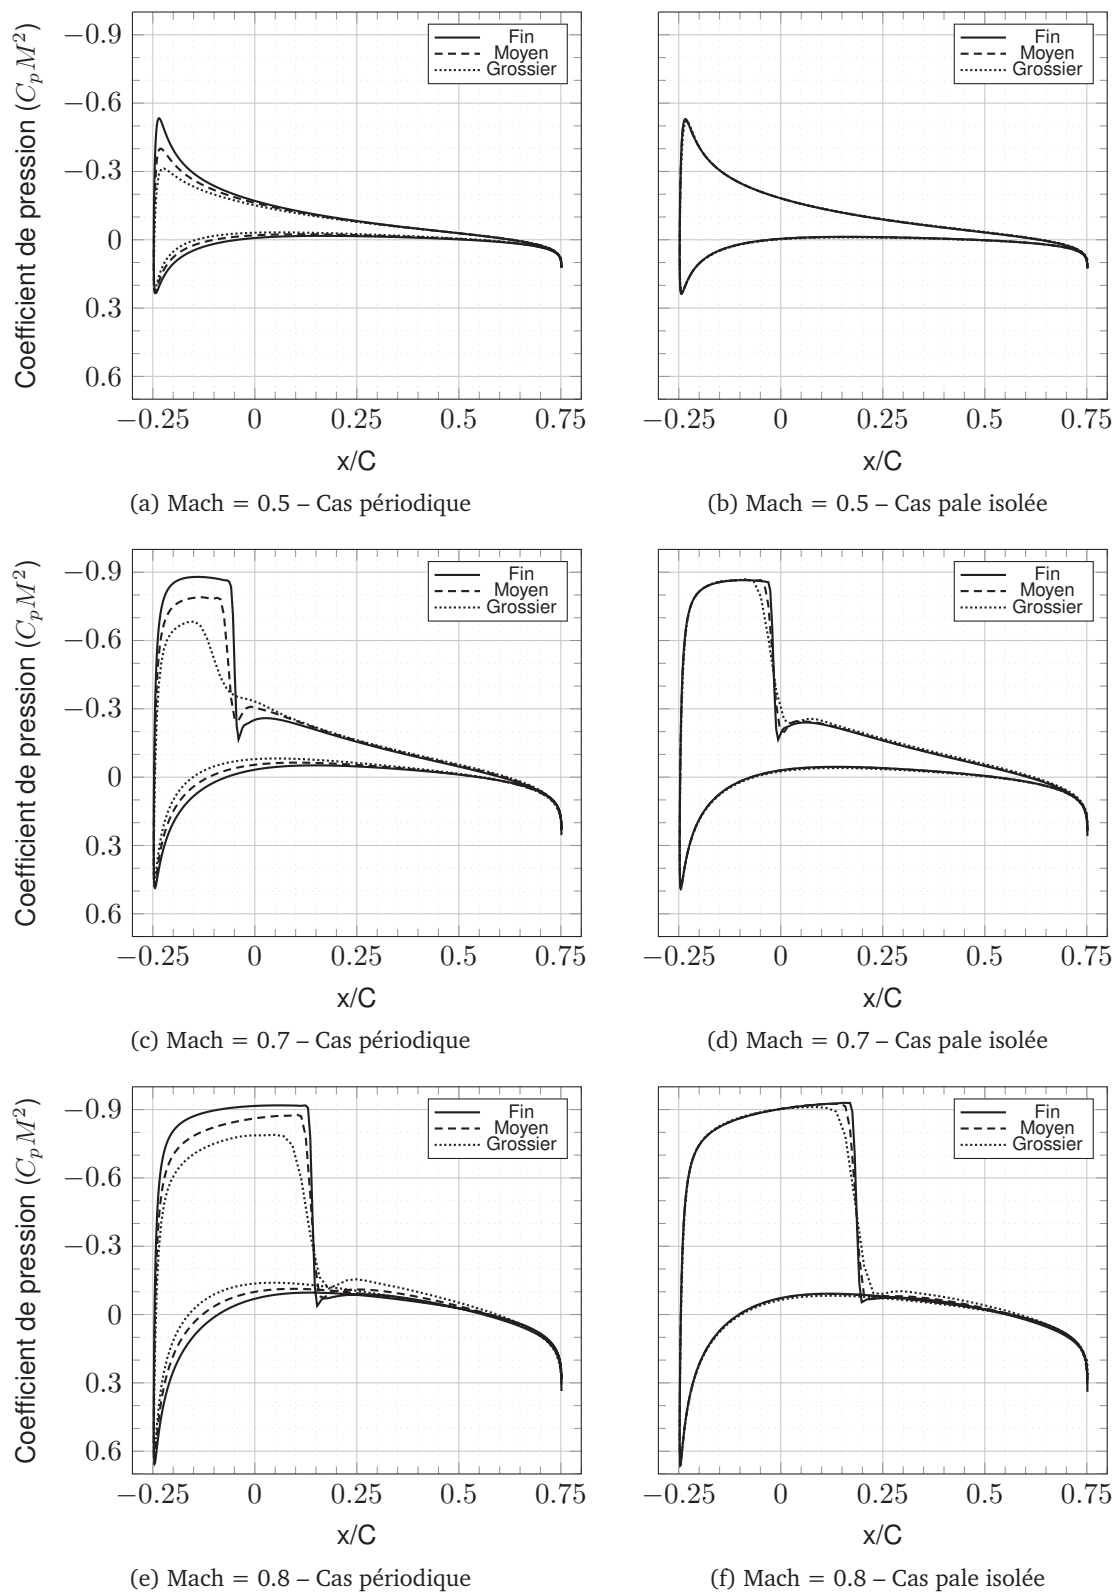 Coefficient de pression (C_p M^2)
−0.9
−0.6
−0.3
0
0.3
0.6
−0.25 0 0.25 0.5 0.75
x/C
Fin
Moyen
Grossier
(a) Mach = 0.5 – Cas périodique
Fin
Moyen
Grossier
−0.25 0 0.25 0.5 0.75
x/C
(b) Mach = 0.5 – Cas pale isolée
Coefficient de pression (C_p M^2)
−0.9
−0.6
−0.3
0
0.3
0.6
−0.25 0 0.25 0.5 0.75
x/C
Fin
Moyen
Grossier
(c) Mach = 0.7 – Cas périodique
Fin
Moyen
Grossier
−0.25 0 0.25 0.5 0.75
x/C
(d) Mach = 0.7 – Cas pale isolée
Coefficient de pression (C_p M^2)
−0.9
−0.6
−0.3
0
0.3
0.6
−0.25 0 0.25 0.5 0.75
x/C
Fin
Moyen
Grossier
(e) Mach = 0.8 – Cas périodique
Fin
Moyen
Grossier
−0.25 0 0.25 0.5 0.75
x/C
(f) Mach = 0.8 – Cas pale isolée